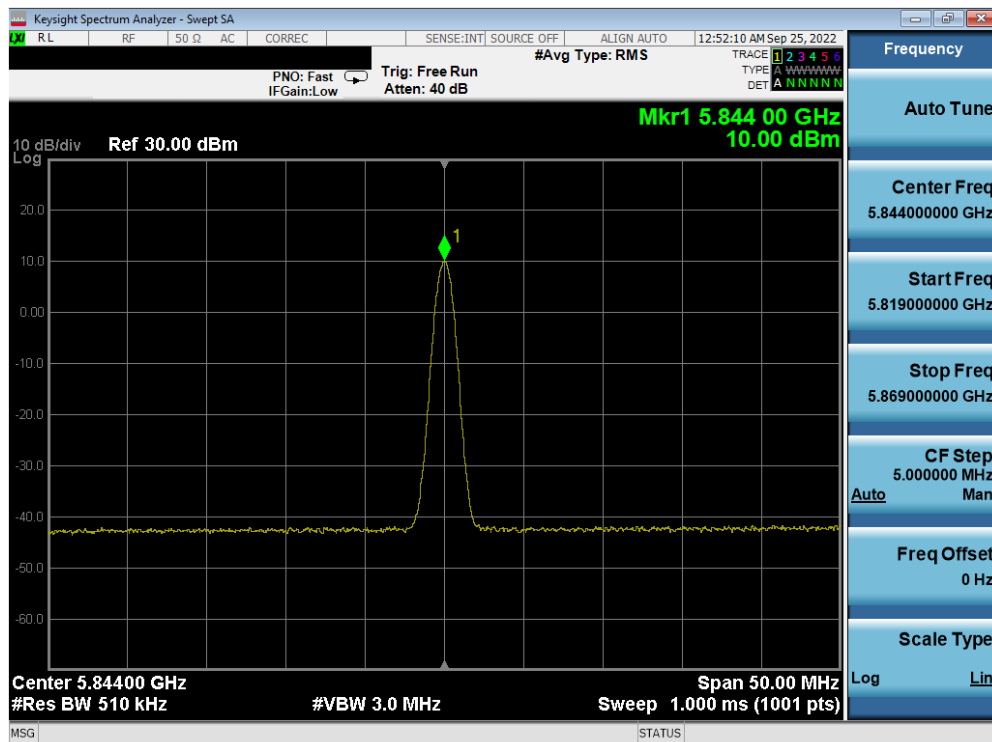 Keysight Spectrum Analyzer - Swept SA
LXI RL RF 50 Ω AC CORREC SENSE:INT SOURCE OFF ALIGN AUTO 12:52:10 AM Sep 25, 2022
#Avg Type: RMS
TRACE 1 2 3 4 5 6
TYPE A WWWWW
DET A N N N N N
PNO: Fast
IFGain:Low
Trig: Free Run
Atten: 40 dB
Mkr1 5.844 00 GHz
10.00 dBm
10 dB/div
Log
Ref 30.00 dBm
1
20.0
10.0
0.00
-10.0
-20.0
-30.0
-40.0
-50.0
-60.0
Center 5.84400 GHz
Span 50.00 MHz
#Res BW 510 kHz
#VBW 3.0 MHz
Sweep 1.000 ms (1001 pts)
MSG
STATUS
Frequency
Auto Tune
Center Freq
5.844000000 GHz
Start Freq
5.819000000 GHz
Stop Freq
5.869000000 GHz
CF Step
5.000000 MHz
Auto Man
Freq Offset
0 Hz
Scale Type
Log Lin